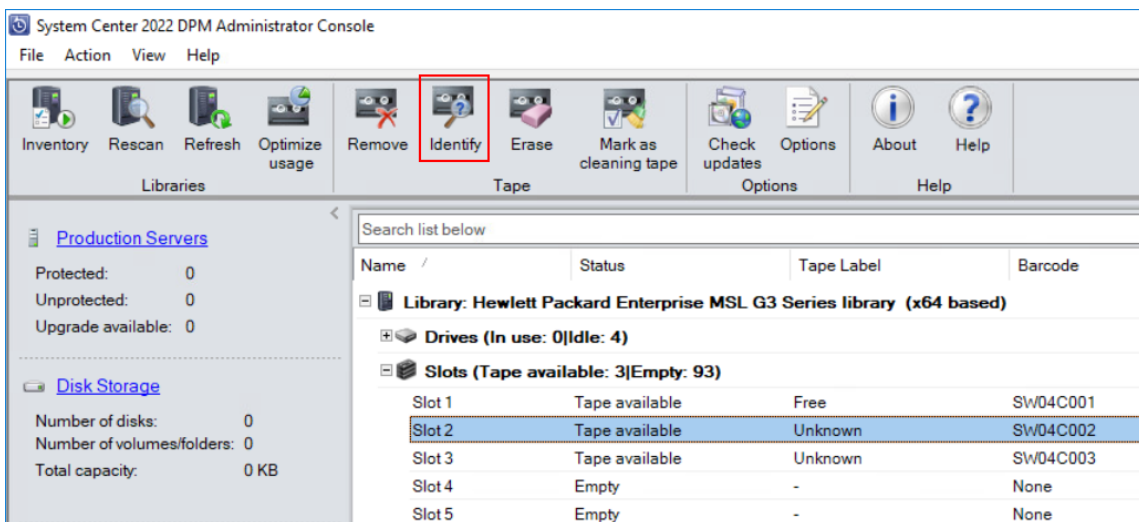 System Center 2022 DPM Administrator Console
File Action View Help
Inventory Rescan Refresh Optimize usage Remove Identify Erase Mark as cleaning tape Check updates Options About Help
Libraries Tape Options Help
Production Servers
Protected: 0
Unprotected: 0
Upgrade available: 0
Disk Storage
Number of disks: 0
Number of volumes/folders: 0
Total capacity: 0 KB
Search list below
Name Status Tape Label Barcode
Library: Hewlett Packard Enterprise MSL G3 Series library (x64 based)
Drives (In use: 0|Idle: 4)
Slots (Tape available: 3|Empty: 93)
Slot 1 Tape available Free SW04C001
Slot 2 Tape available Unknown SW04C002
Slot 3 Tape available Unknown SW04C003
Slot 4 Empty - None
Slot 5 Empty - None